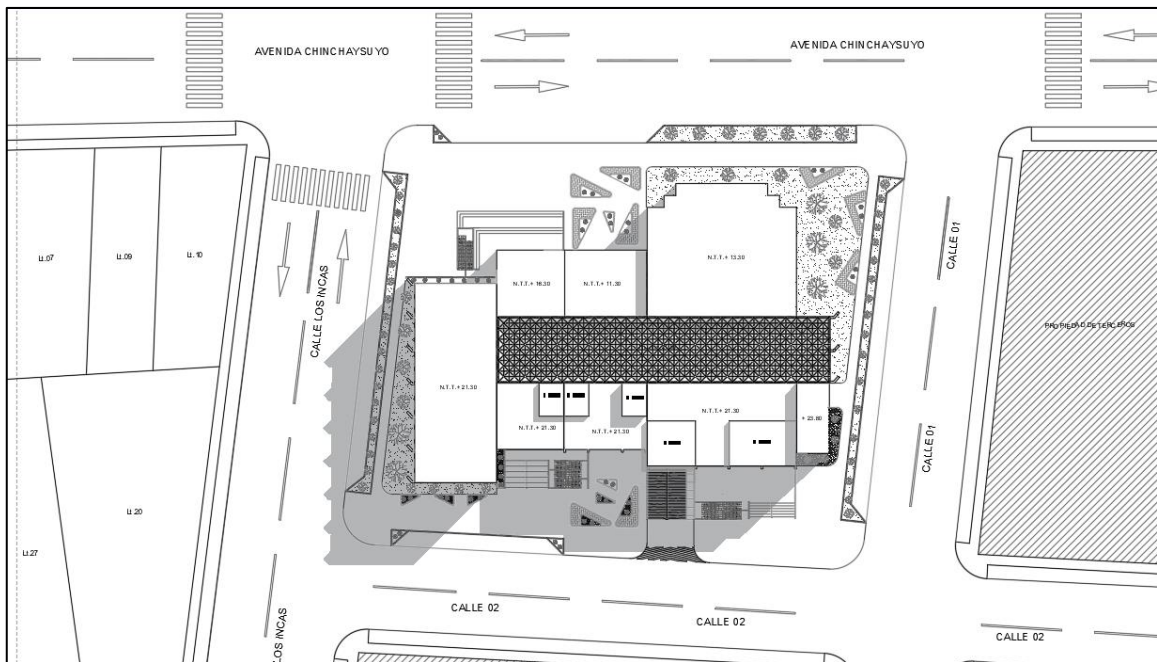 AVENIDA CHINCHAYSUYO
AVENIDA CHINCHAYSUYO
Lt.07
Lt.09
Lt. 10
CALLE LOS INCAS
N.T.T.+ 16.30
N.T.T.+ 11.30
N.T.T.+ 13.30
CALLE 01
PROPIEDAD DE TERCEROS
N.T.T.+ 21.30
N.T.T.+ 21.30
+ 23.80
N.T.T.+ 21.30
N.T.T.+ 21.30
CALLE 01
Lt.20
Lt.27
CALLE 02
CALLE 02
CALLE 02
LOS INCAS